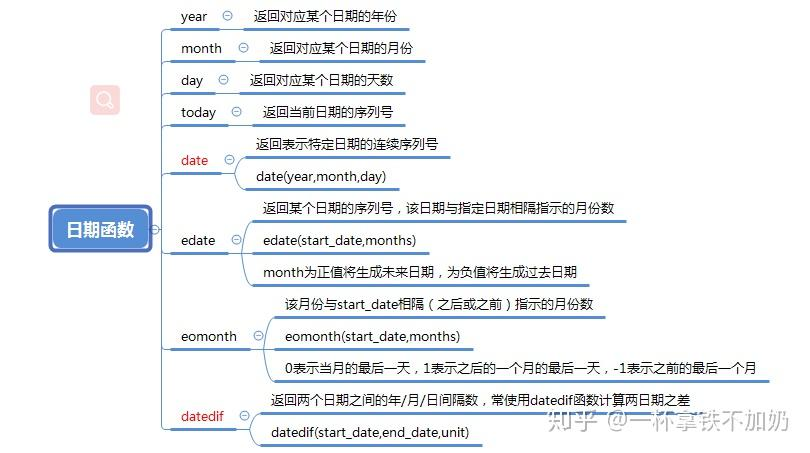 year
返回对应某个日期的年份
month
返回对应某个日期的月份
day
返回对应某个日期的天数
today
返回当前日期的序列号
date
返回表示特定日期的连续序列号
date(year,month,day)
日期函数
edate
返回某个日期的序列号，该日期与指定日期相隔指示的月份数
edate(start_date,months)
month为正值将生成未来日期，为负值将生成过去日期
eomonth
该月份与start_date相隔（之后或之前）指示的月份数
eomonth(start_date,months)
0表示当月的最后一天，1表示之后的一个月的最后一天，-1表示之前的最后一个月
datedif
返回两个日期之间的年/月/日间隔数，常使用datedif函数计算两日期之差
datedif(start_date,end_date,unit)
知乎 @一杯拿铁不加奶